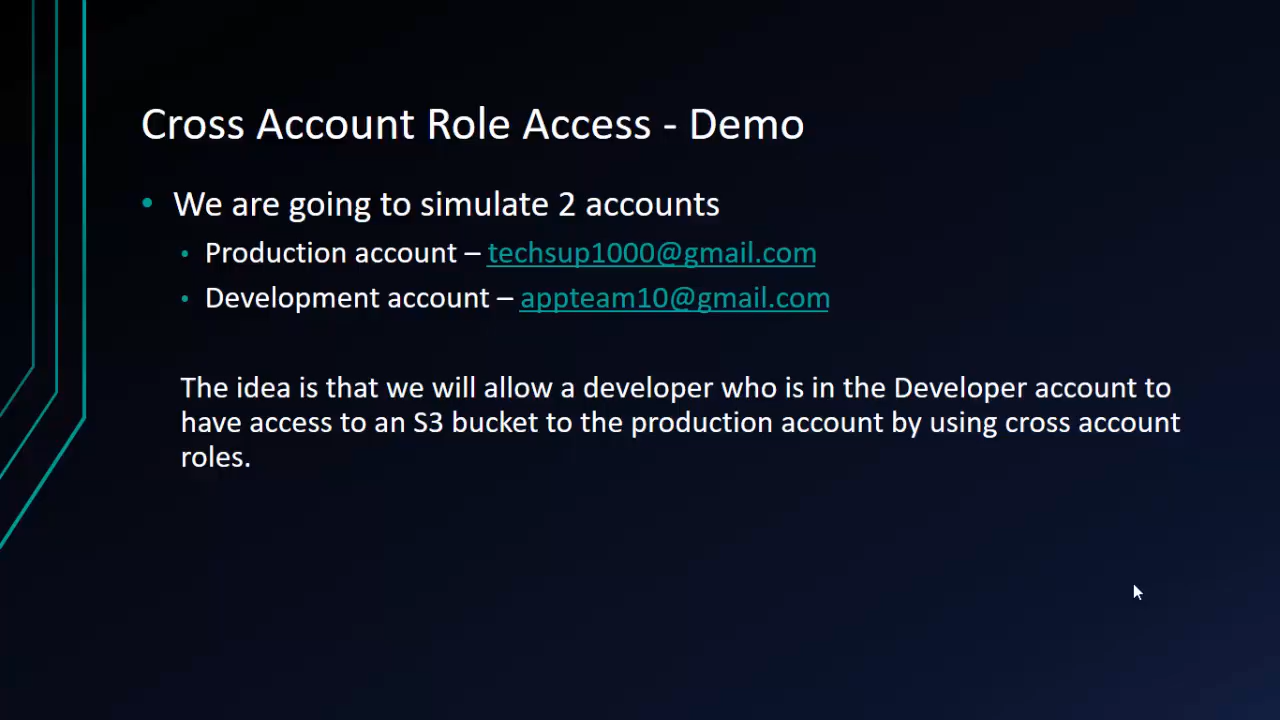 Cross Account Role Access - Demo
• We are going to simulate 2 accounts
• Production account – techsup1000@gmail.com
• Development account – appteam10@gmail.com
The idea is that we will allow a developer who is in the Developer account to
have access to an S3 bucket to the production account by using cross account
roles.